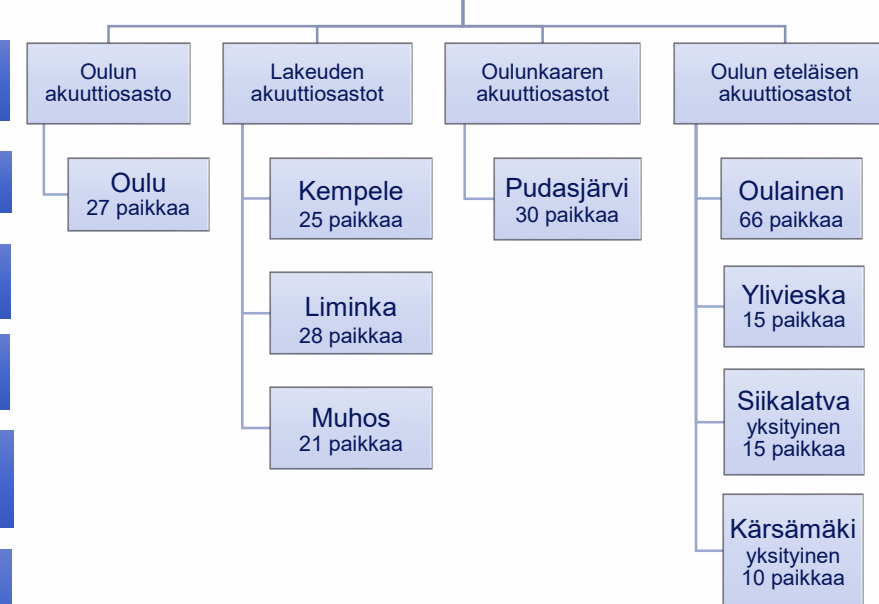 Oulun
akuuttiosasto
Oulu
27 paikkaa
Lakeuden
akuuttiosastot
Kempele
25 paikkaa
Liminka
28 paikkaa
Muhos
21 paikkaa
Oulunkaaren
akuuttiosastot
Pudasjärvi
30 paikkaa
Oulun eteläisen
akuuttiosastot
Oulainen
66 paikkaa
Ylivieska
15 paikkaa
Siikalatva
yksityinen
15 paikkaa
Kärsämäki
yksityinen
10 paikkaa